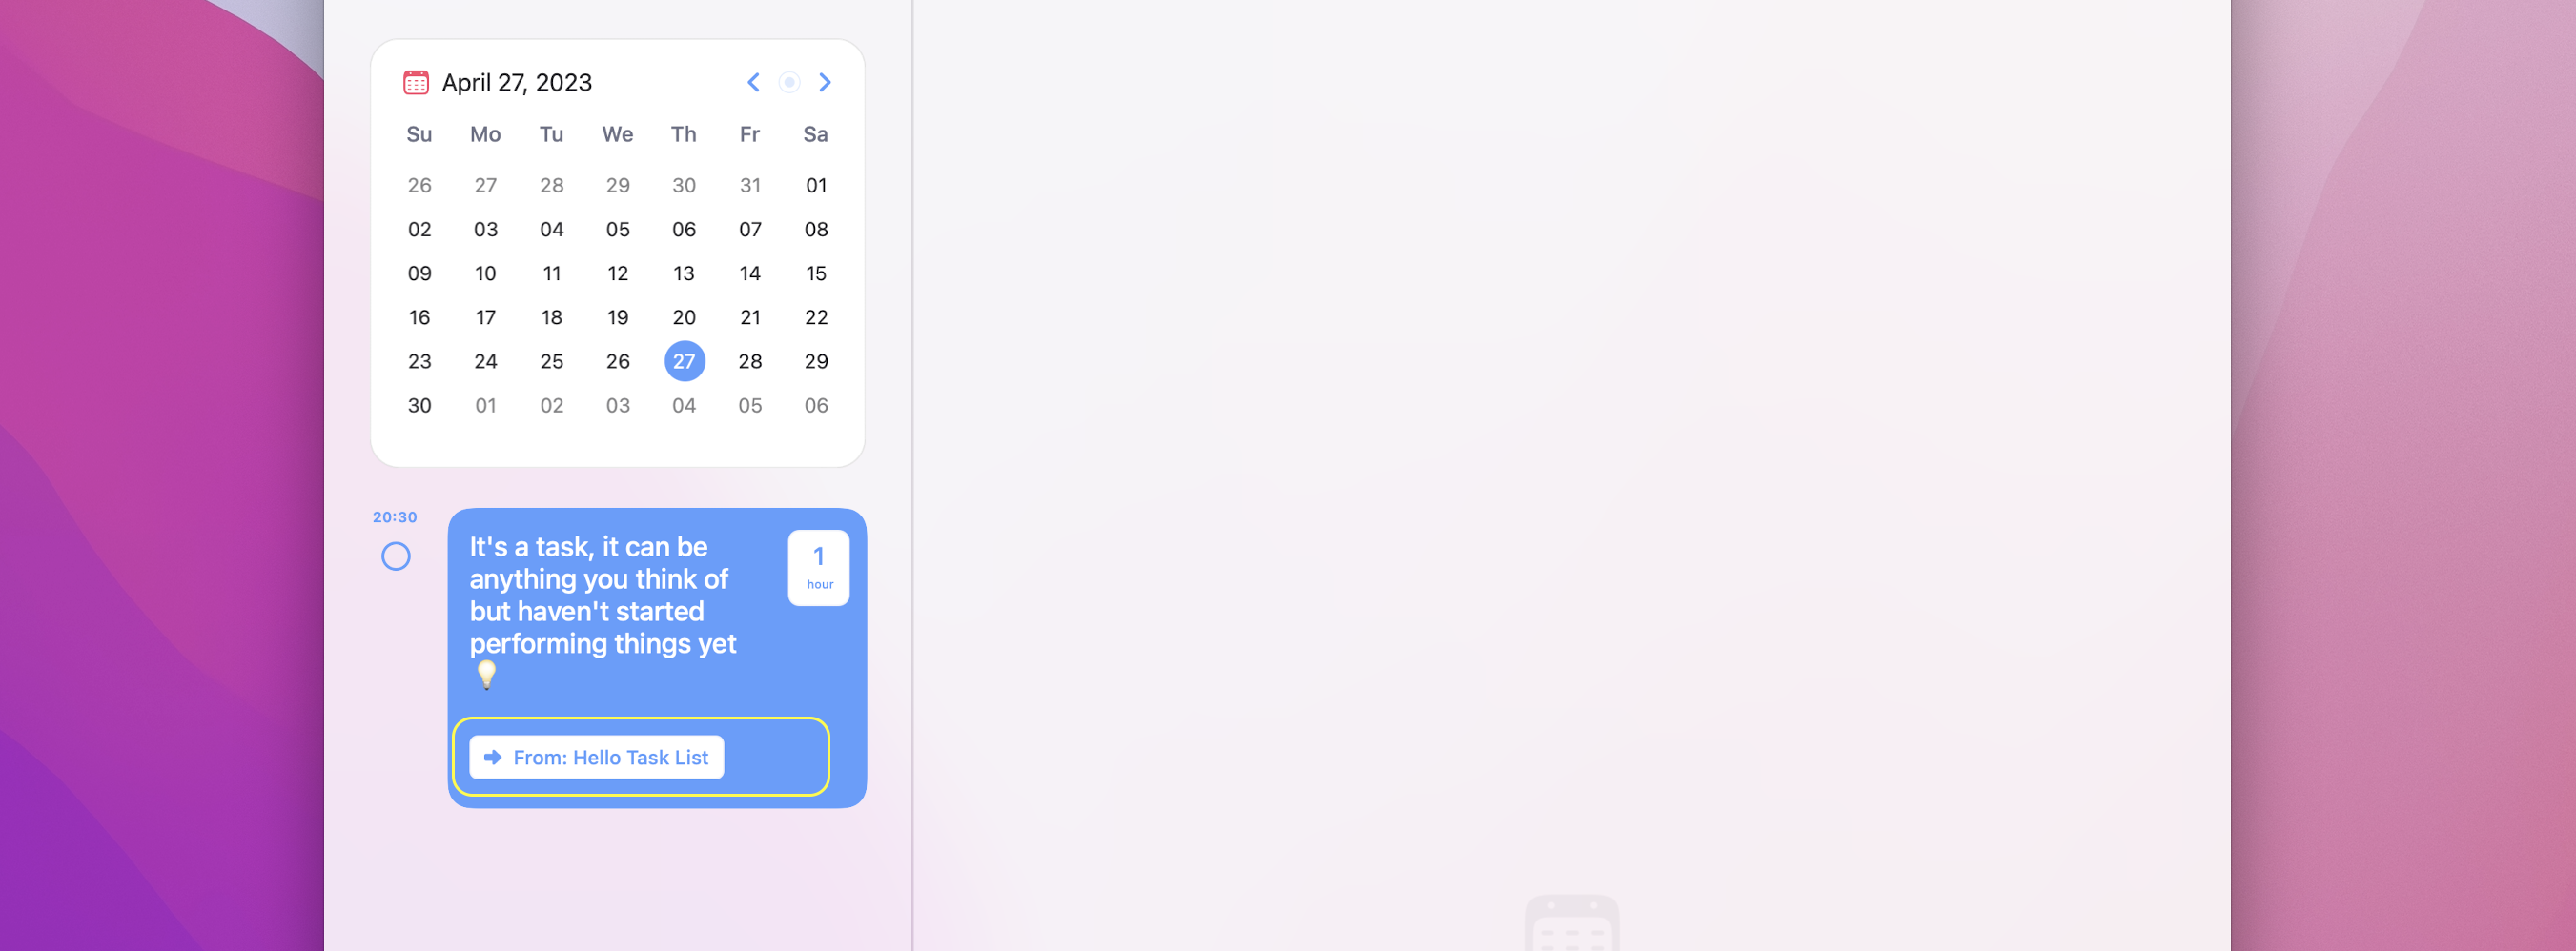 April 27, 2023
Su Mo Tu We Th Fr Sa
26 27 28 29 30 31 01
02 03 04 05 06 07 08
09 10 11 12 13 14 15
16 17 18 19 20 21 22
23 24 25 26 27 28 29
30 01 02 03 04 05 06
20:30
It's a task, it can be
anything you think of
but haven't started
performing things yet
💡
1
hour
From: Hello Task List